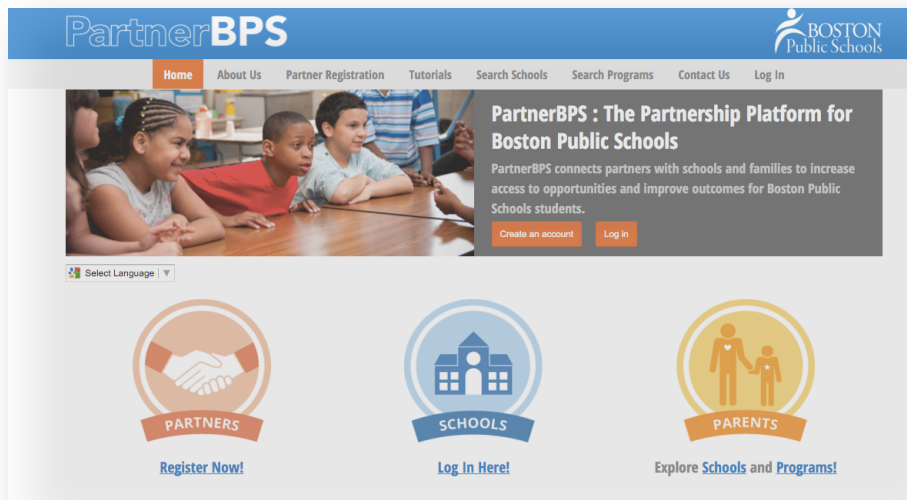 PartnerBPS
BOSTON
Public Schools
Home About Us Partner Registration Tutorials Search Schools Search Programs Contact Us Log In
PartnerBPS : The Partnership Platform for
Boston Public Schools
PartnerBPS connects partners with schools and families to increase
access to opportunities and improve outcomes for Boston Public
Schools students.
Create an account Log in
Select Language ▼
PARTNERS SCHOOLS PARENTS
Register Now! Log In Here! Explore Schools and Programs!